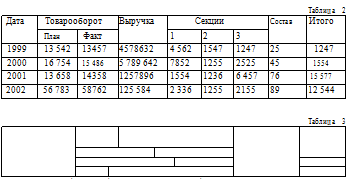 Таблица 2
Дата Товарооборот Выручка Секции Состав Итого
План Факт 1 2 3
1999 13 542 13457 4578632 4 562 1547 1247 25 1247
2000 16 754 15 486 5 789 642 7852 1255 2525 45 1554
2001 13 658 14358 1257896 1554 1236 6 457 76 15 577
2002 56 783 58762 125 584 2 336 1255 2155 89 12 544
Таблица 3